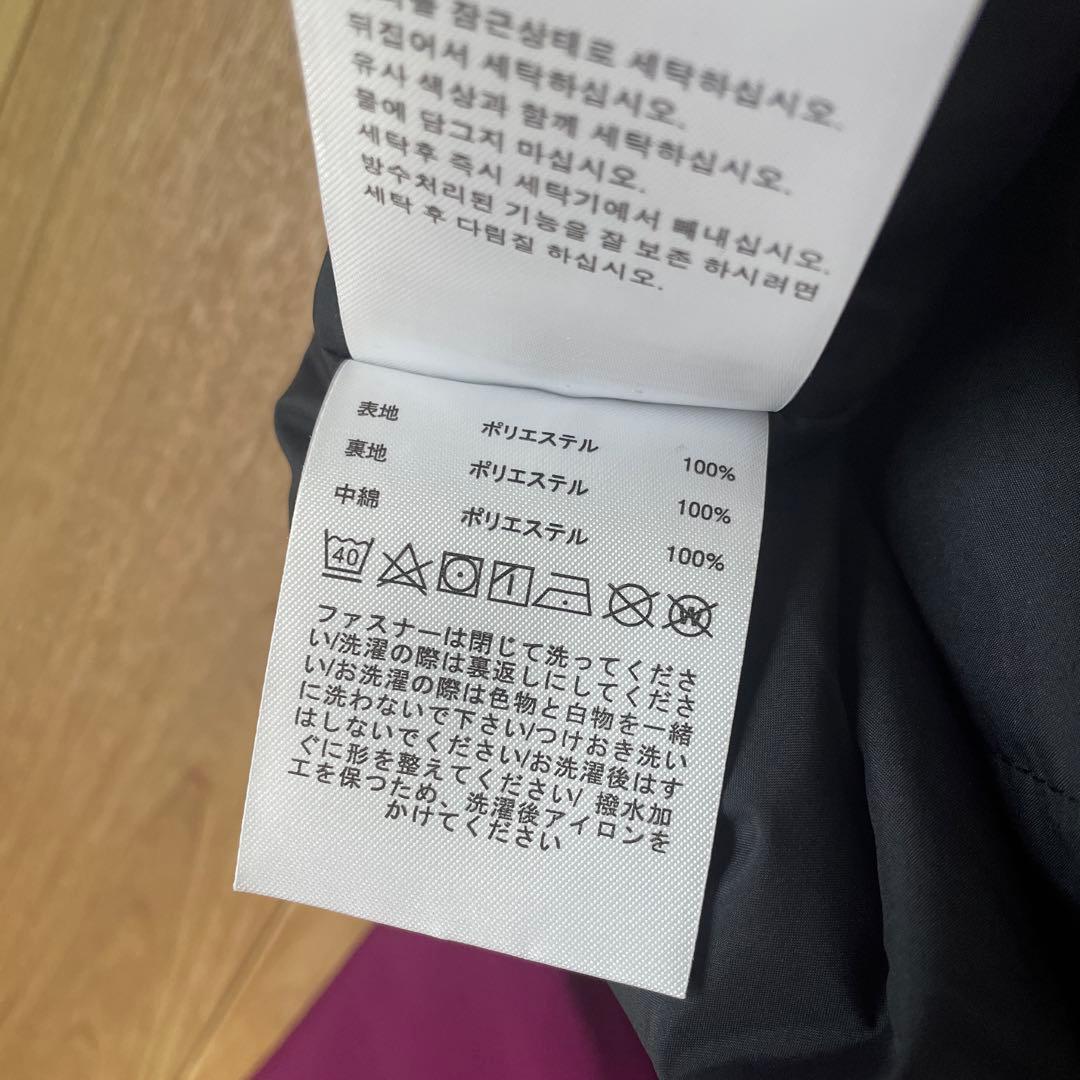 잠근상태로 세탁하십시오.
뒤집어서 세탁하십시오.
유사 색상과 함께 세탁하십시오.
물에 담그지 마십시오.
세탁후 즉시 세탁기에서 빼내십시오.
방수처리된 기능을 잘 보존 하시려면
세탁 후 다림질 하십시오.
表地 ポリエステル 100%
裏地 ポリエステル 100%
中綿 ポリエステル 100%
40 W
ファスナーは閉じて洗ってくださ
い/洗濯の際は裏返しにしてくださ
い/お洗濯の際は色物と白物を一緒
に洗わないで下さい/つけおき洗い
はしないでください/お洗濯後はす
ぐに形を整えてください/ 撥水加
工を保つため、洗濯後アイロンを
かけてください